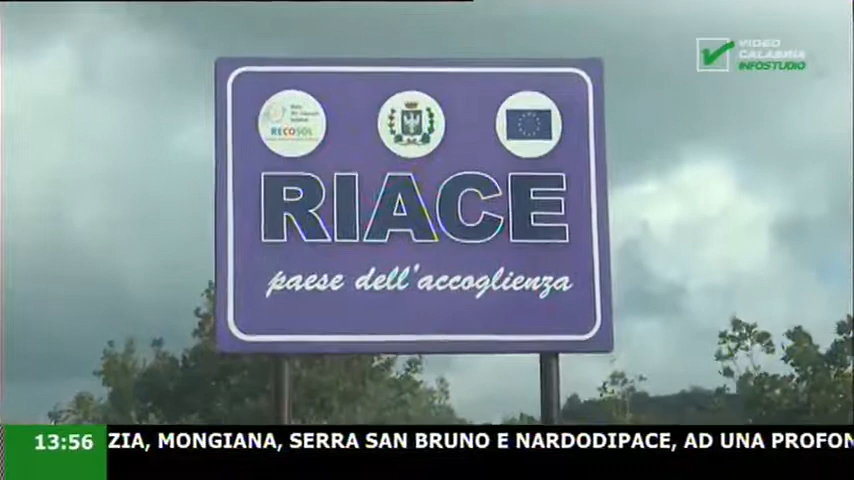 VIDEO
CALABRIA
INFOSTUDIO
RECOSOL
RIACE
paese dell'accoglienza
13:56 ZIA, MONGIANA, SERRA SAN BRUNO E NARDODIPACE, AD UNA PROFON